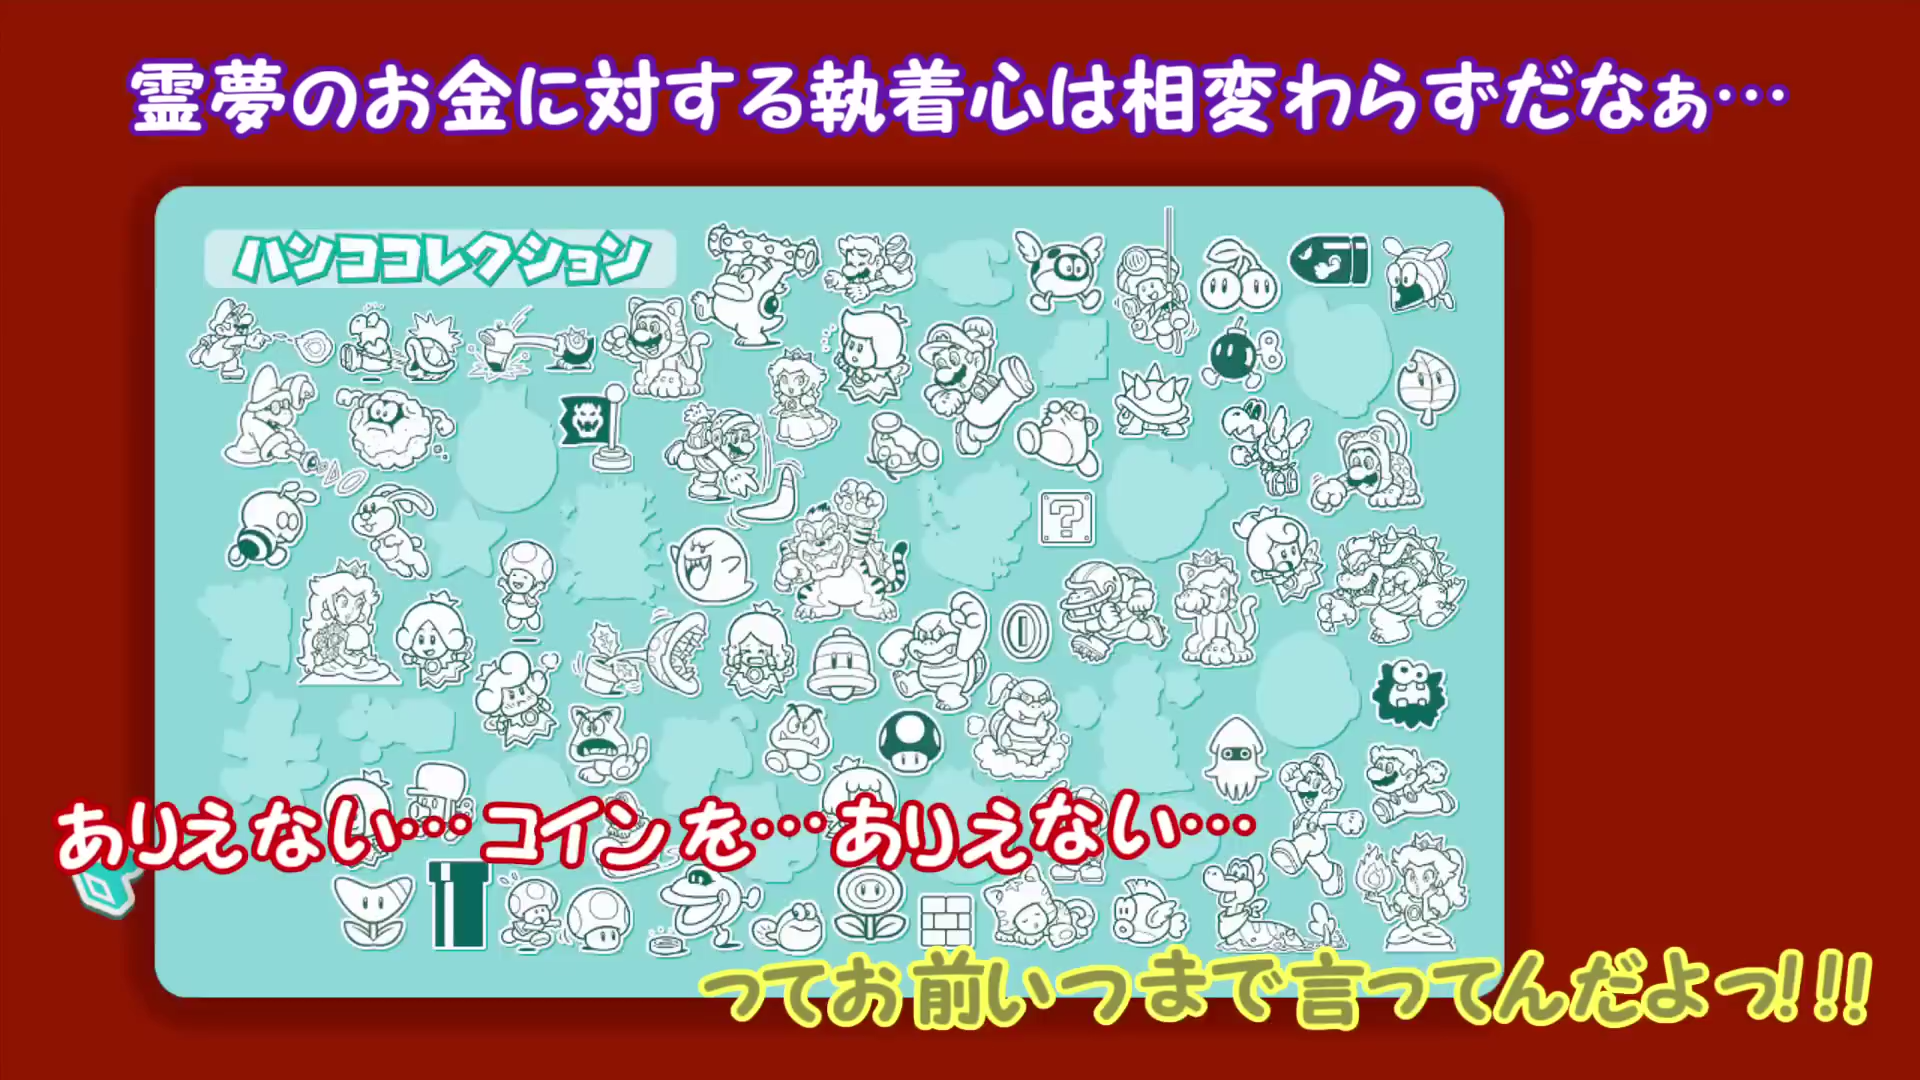 霊夢のお金に対する執着心は相変わらずだなぁ…
ハンココレクション
?
ありえない…コインを…ありえない…
ってお前いつまで言ってんだよっ!!!